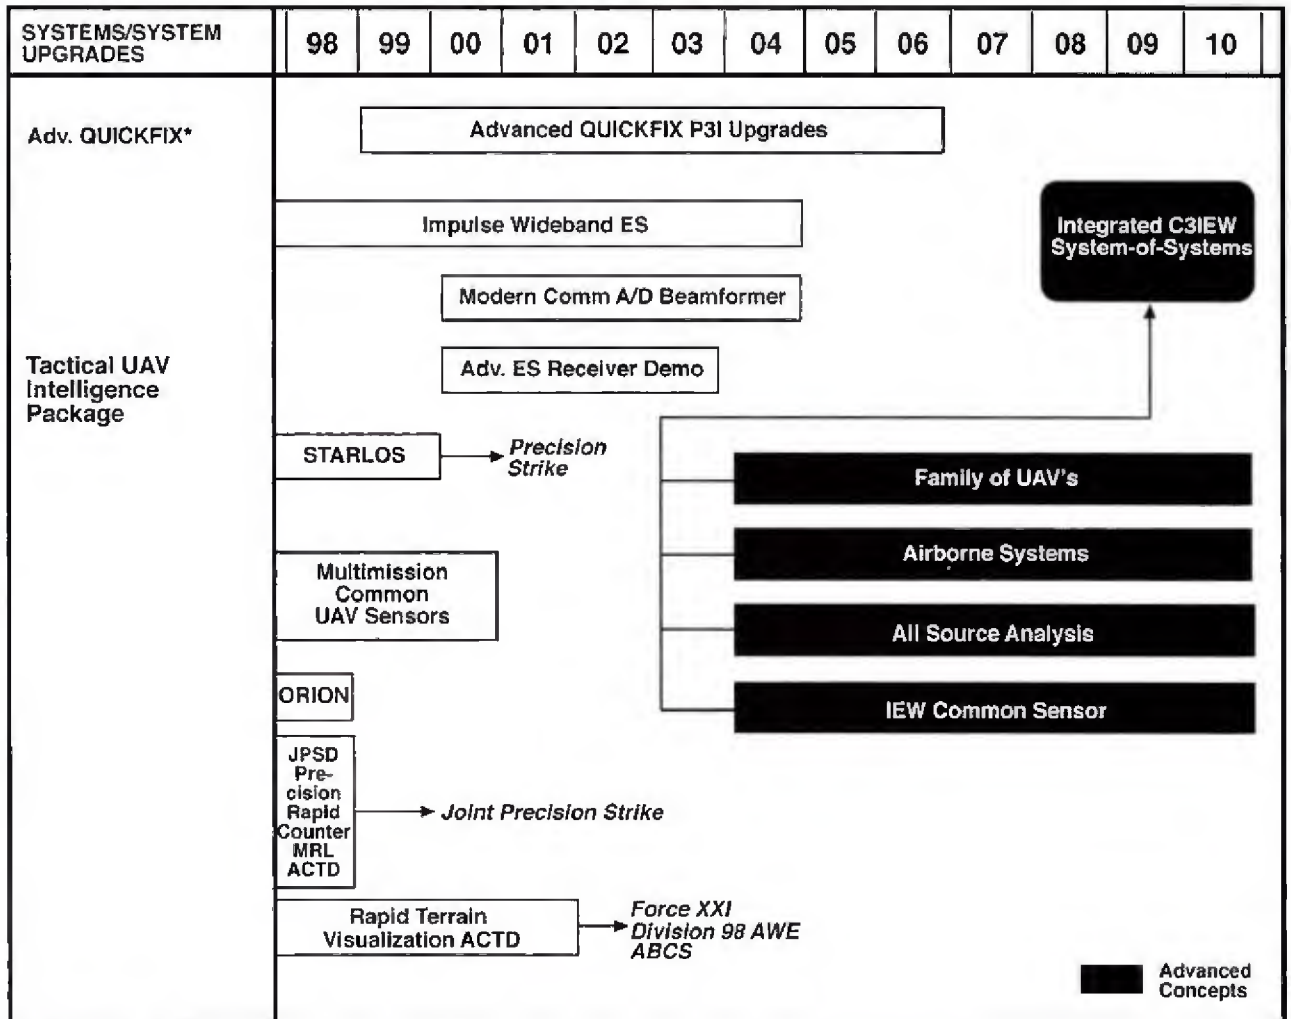 SYSTEMS/SYSTEM
UPGRADES
98 99 00 01 02 03 04 05 06 07 08 09 10
Adv. QUICKFIX*
Advanced QUICKFIX P3I Upgrades
Impulse Wideband ES
Integrated C3IEW
System-of-Systems
Modern Comm A/D Beamformer
Tactical UAV
Intelligence
Package
Adv. ES Receiver Demo
STARLOS
Precision
Strike
Family of UAV's
Airborne Systems
Multimission
Common
UAV Sensors
All Source Analysis
ORION
IEW Common Sensor
JPSD
Pre-
cision
Rapid
Counter
MRL
ACTD
Joint Precision Strike
Rapid Terrain
Visualization ACTD
Force XXI
Division 98 AWE
ABCS
Advanced
Concepts